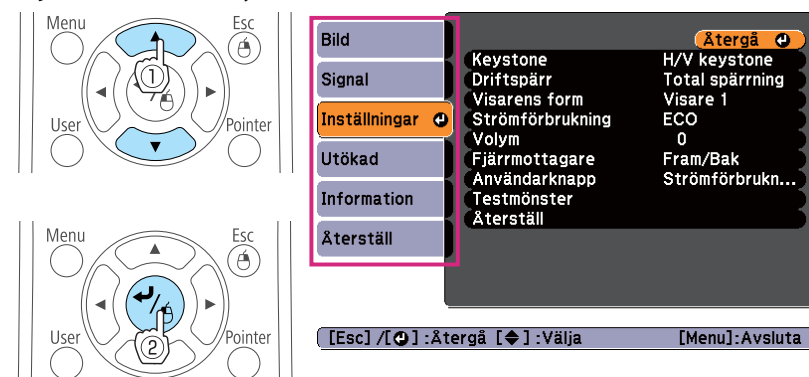 Menu
Esc
1
User
Pointer
Menu
Esc
2
User
Pointer
Bild
Signal
Inställningar
Utökad
Information
Återställ
Återgå
Keystone H/V keystone
Driftspärr Total spärrning
Visarens form Visare 1
Strömförbrukning ECO
Volym 0
Fjärrmottagare Fram/Bak
Användarknapp Strömförbrukn...
Testmönster
Återställ
[Esc] /[⏎] :Återgå [◆] :Välja [Menu]:Avsluta